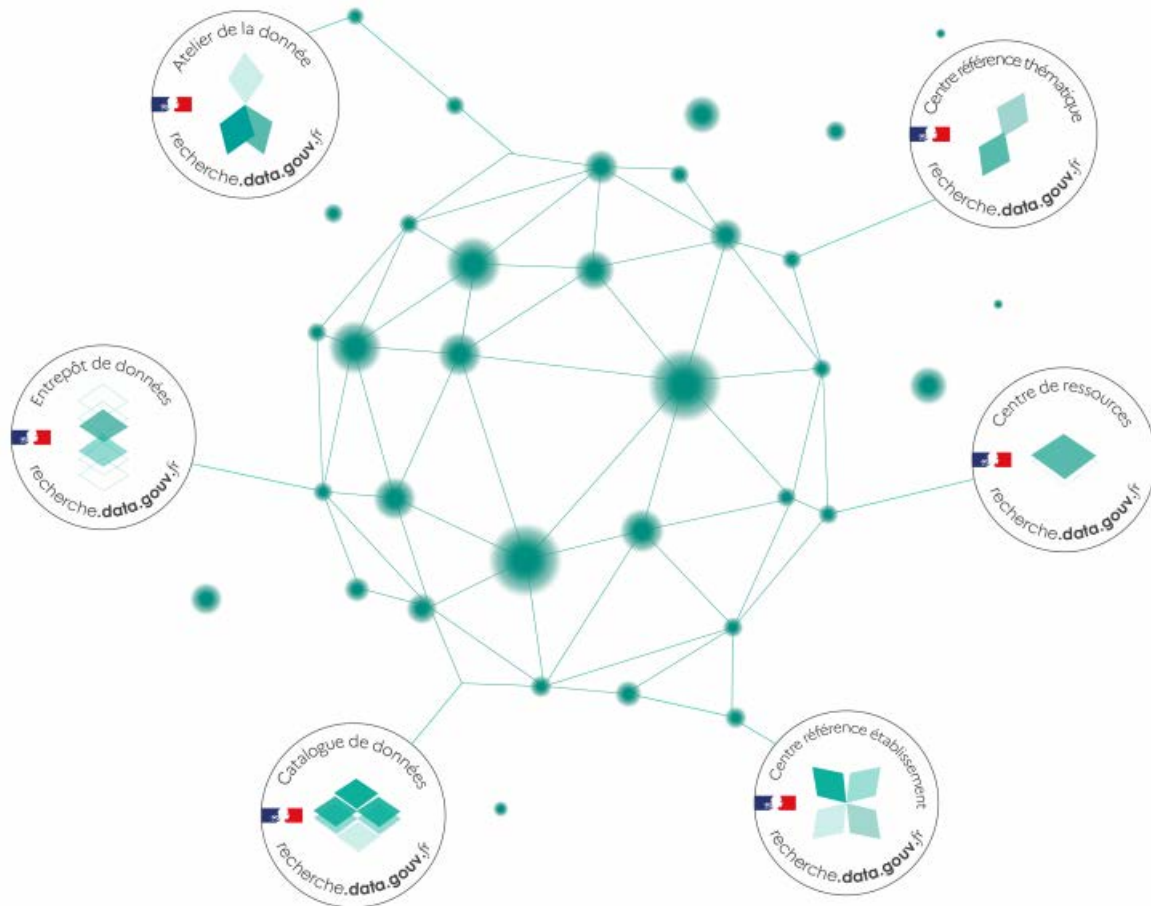 Atelier de la donnée
recherche.data.gouv.fr
Centre référence thématique
recherche.data.gouv.fr
Entrepôt de données
recherche.data.gouv.fr
Centre de ressources
recherche.data.gouv.fr
Catalogue de données
recherche.data.gouv.fr
Centre référence établissement
recherche.data.gouv.fr